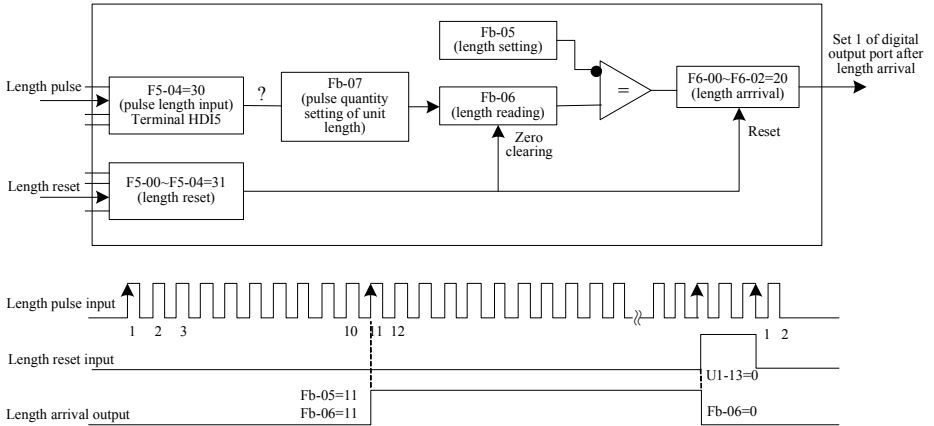 Fb-05
(length setting)
Set 1 of digital
output port after
length arrival
Length pulse
F5-04=30
(pulse length input)
Terminal HDI5
?
Fb-07
(pulse quantity
setting of unit
length)
Fb-06
(length reading)
=
F6-00~F6-02=20
(length arrrival)
Zero
clearing
Reset
Length reset
F5-00~F5-04=31
(length reset)
Length pulse input
1 2 3 10 11 12 1 2
Length reset input
U1-13=0
Fb-05=11
Fb-06=11
Length arrival output
Fb-06=0